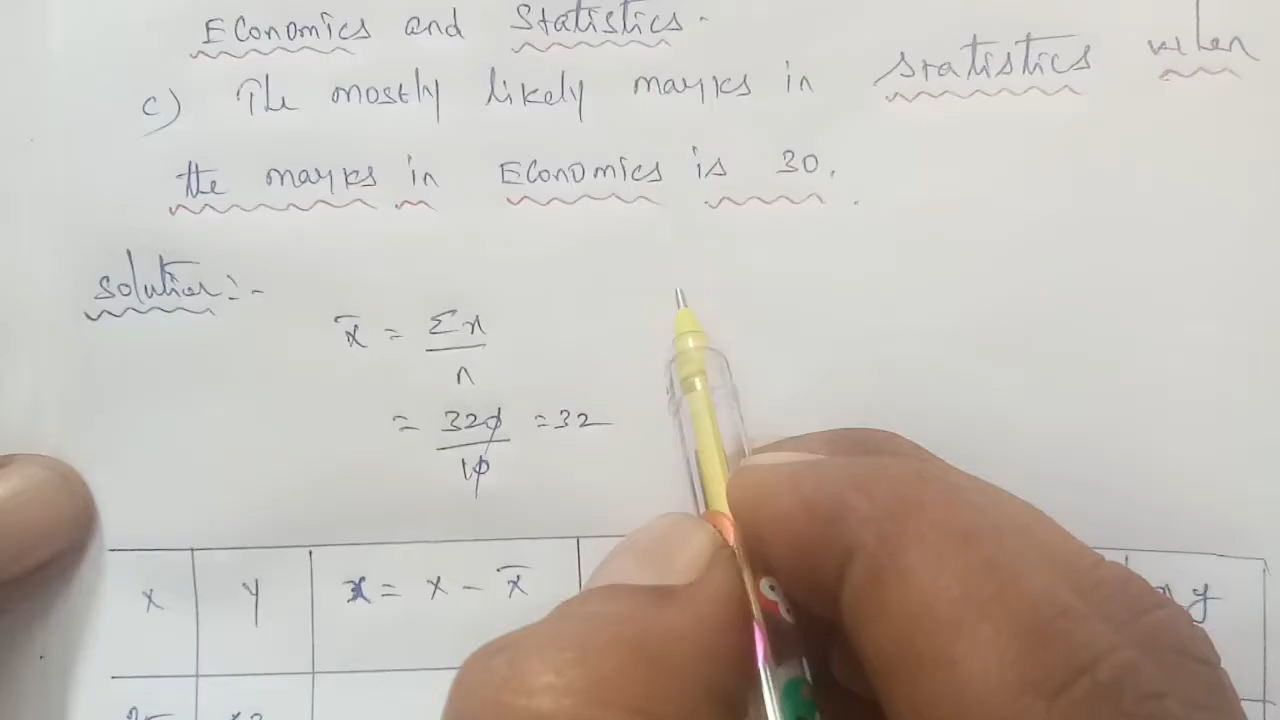 Economics and Statistics.
c) The mostly likely marks in statistics when
the marks in Economics is 30.
Solution:-
x̄ = Σx
n
= 320 = 32
10
X Y x = X - x̄ y